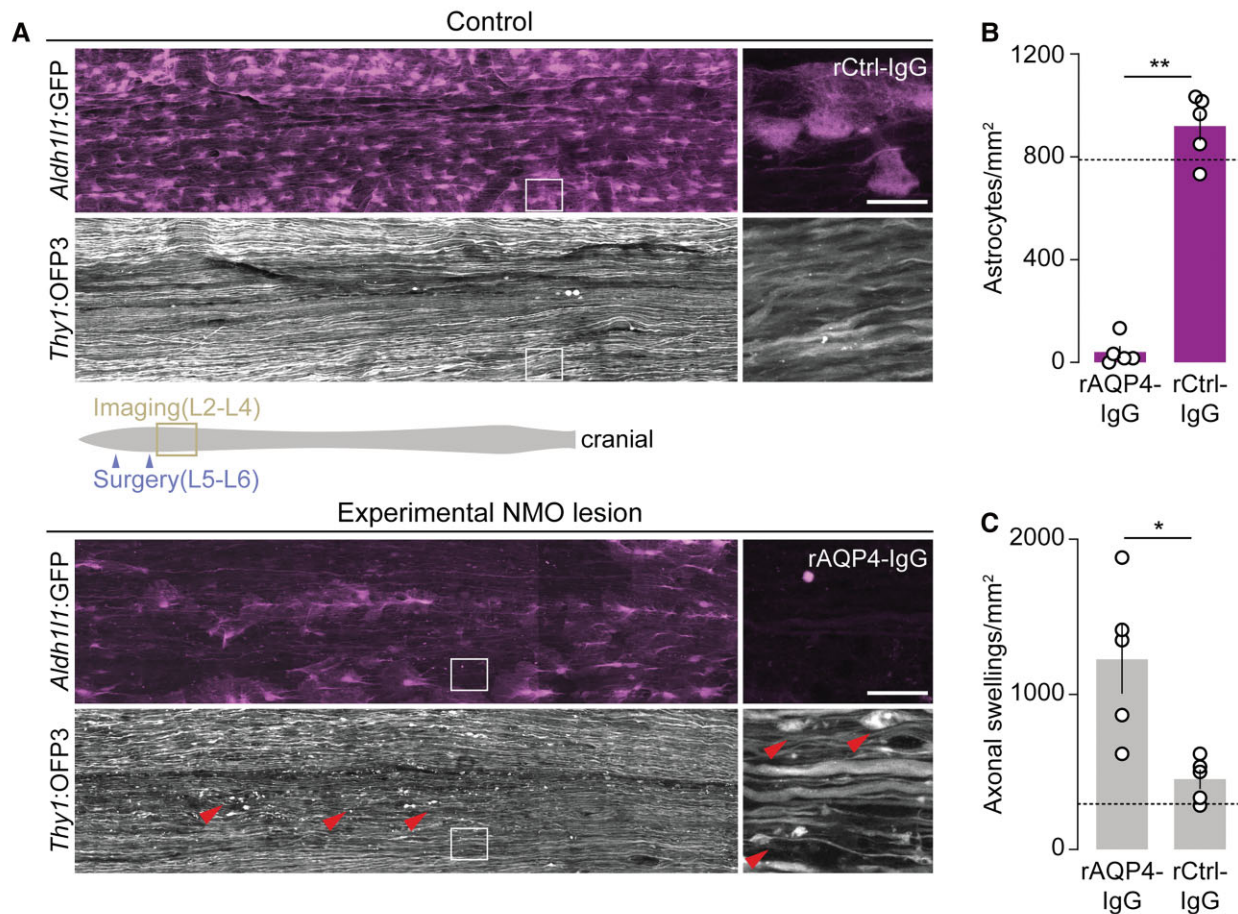 A
Control
Aldh1l1:GFP
rCtrl-IgG
Thy1:OFP3
Imaging(L2-L4)
cranial
Surgery(L5-L6)
Experimental NMO lesion
Aldh1l1:GFP
rAQP4-IgG
Thy1:OFP3
B
1200
**
800
400
0
Astrocytes/mm²
rAQP4-
IgG
rCtrl-
IgG
C
2000
*
1000
0
Axonal swellings/mm²
rAQP4-
IgG
rCtrl-
IgG